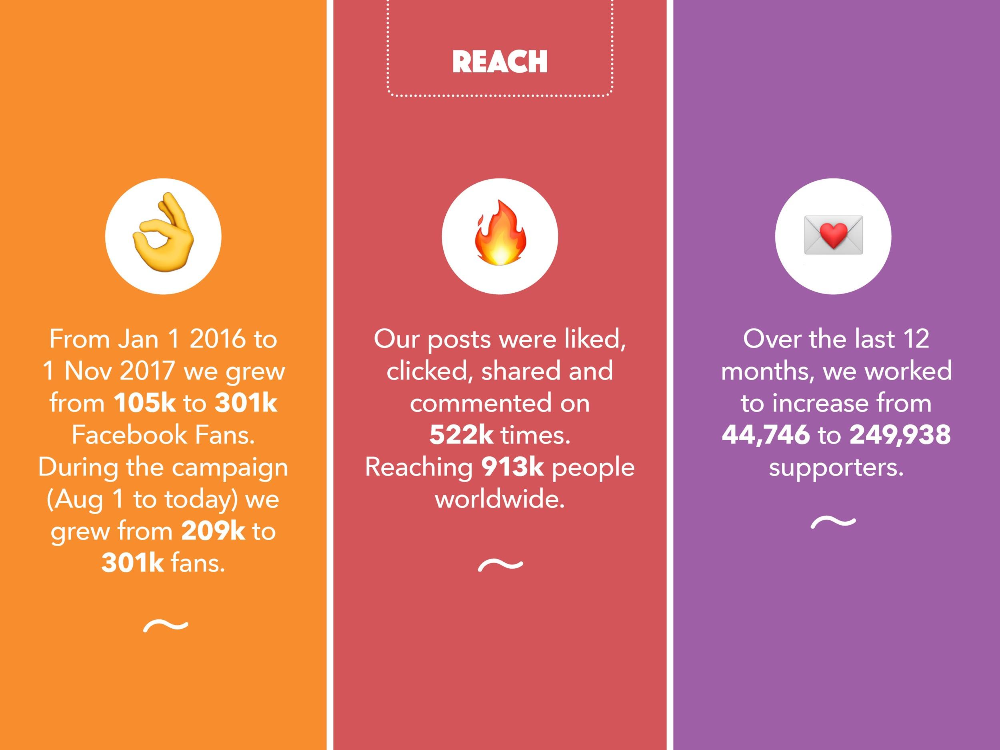 REACH
From Jan 1 2016 to
1 Nov 2017 we grew
from 105k to 301k
Facebook Fans.
During the campaign
(Aug 1 to today) we
grew from 209k to
301k fans.
Our posts were liked,
clicked, shared and
commented on
522k times.
Reaching 913k people
worldwide.
Over the last 12
months, we worked
to increase from
44,746 to 249,938
supporters.